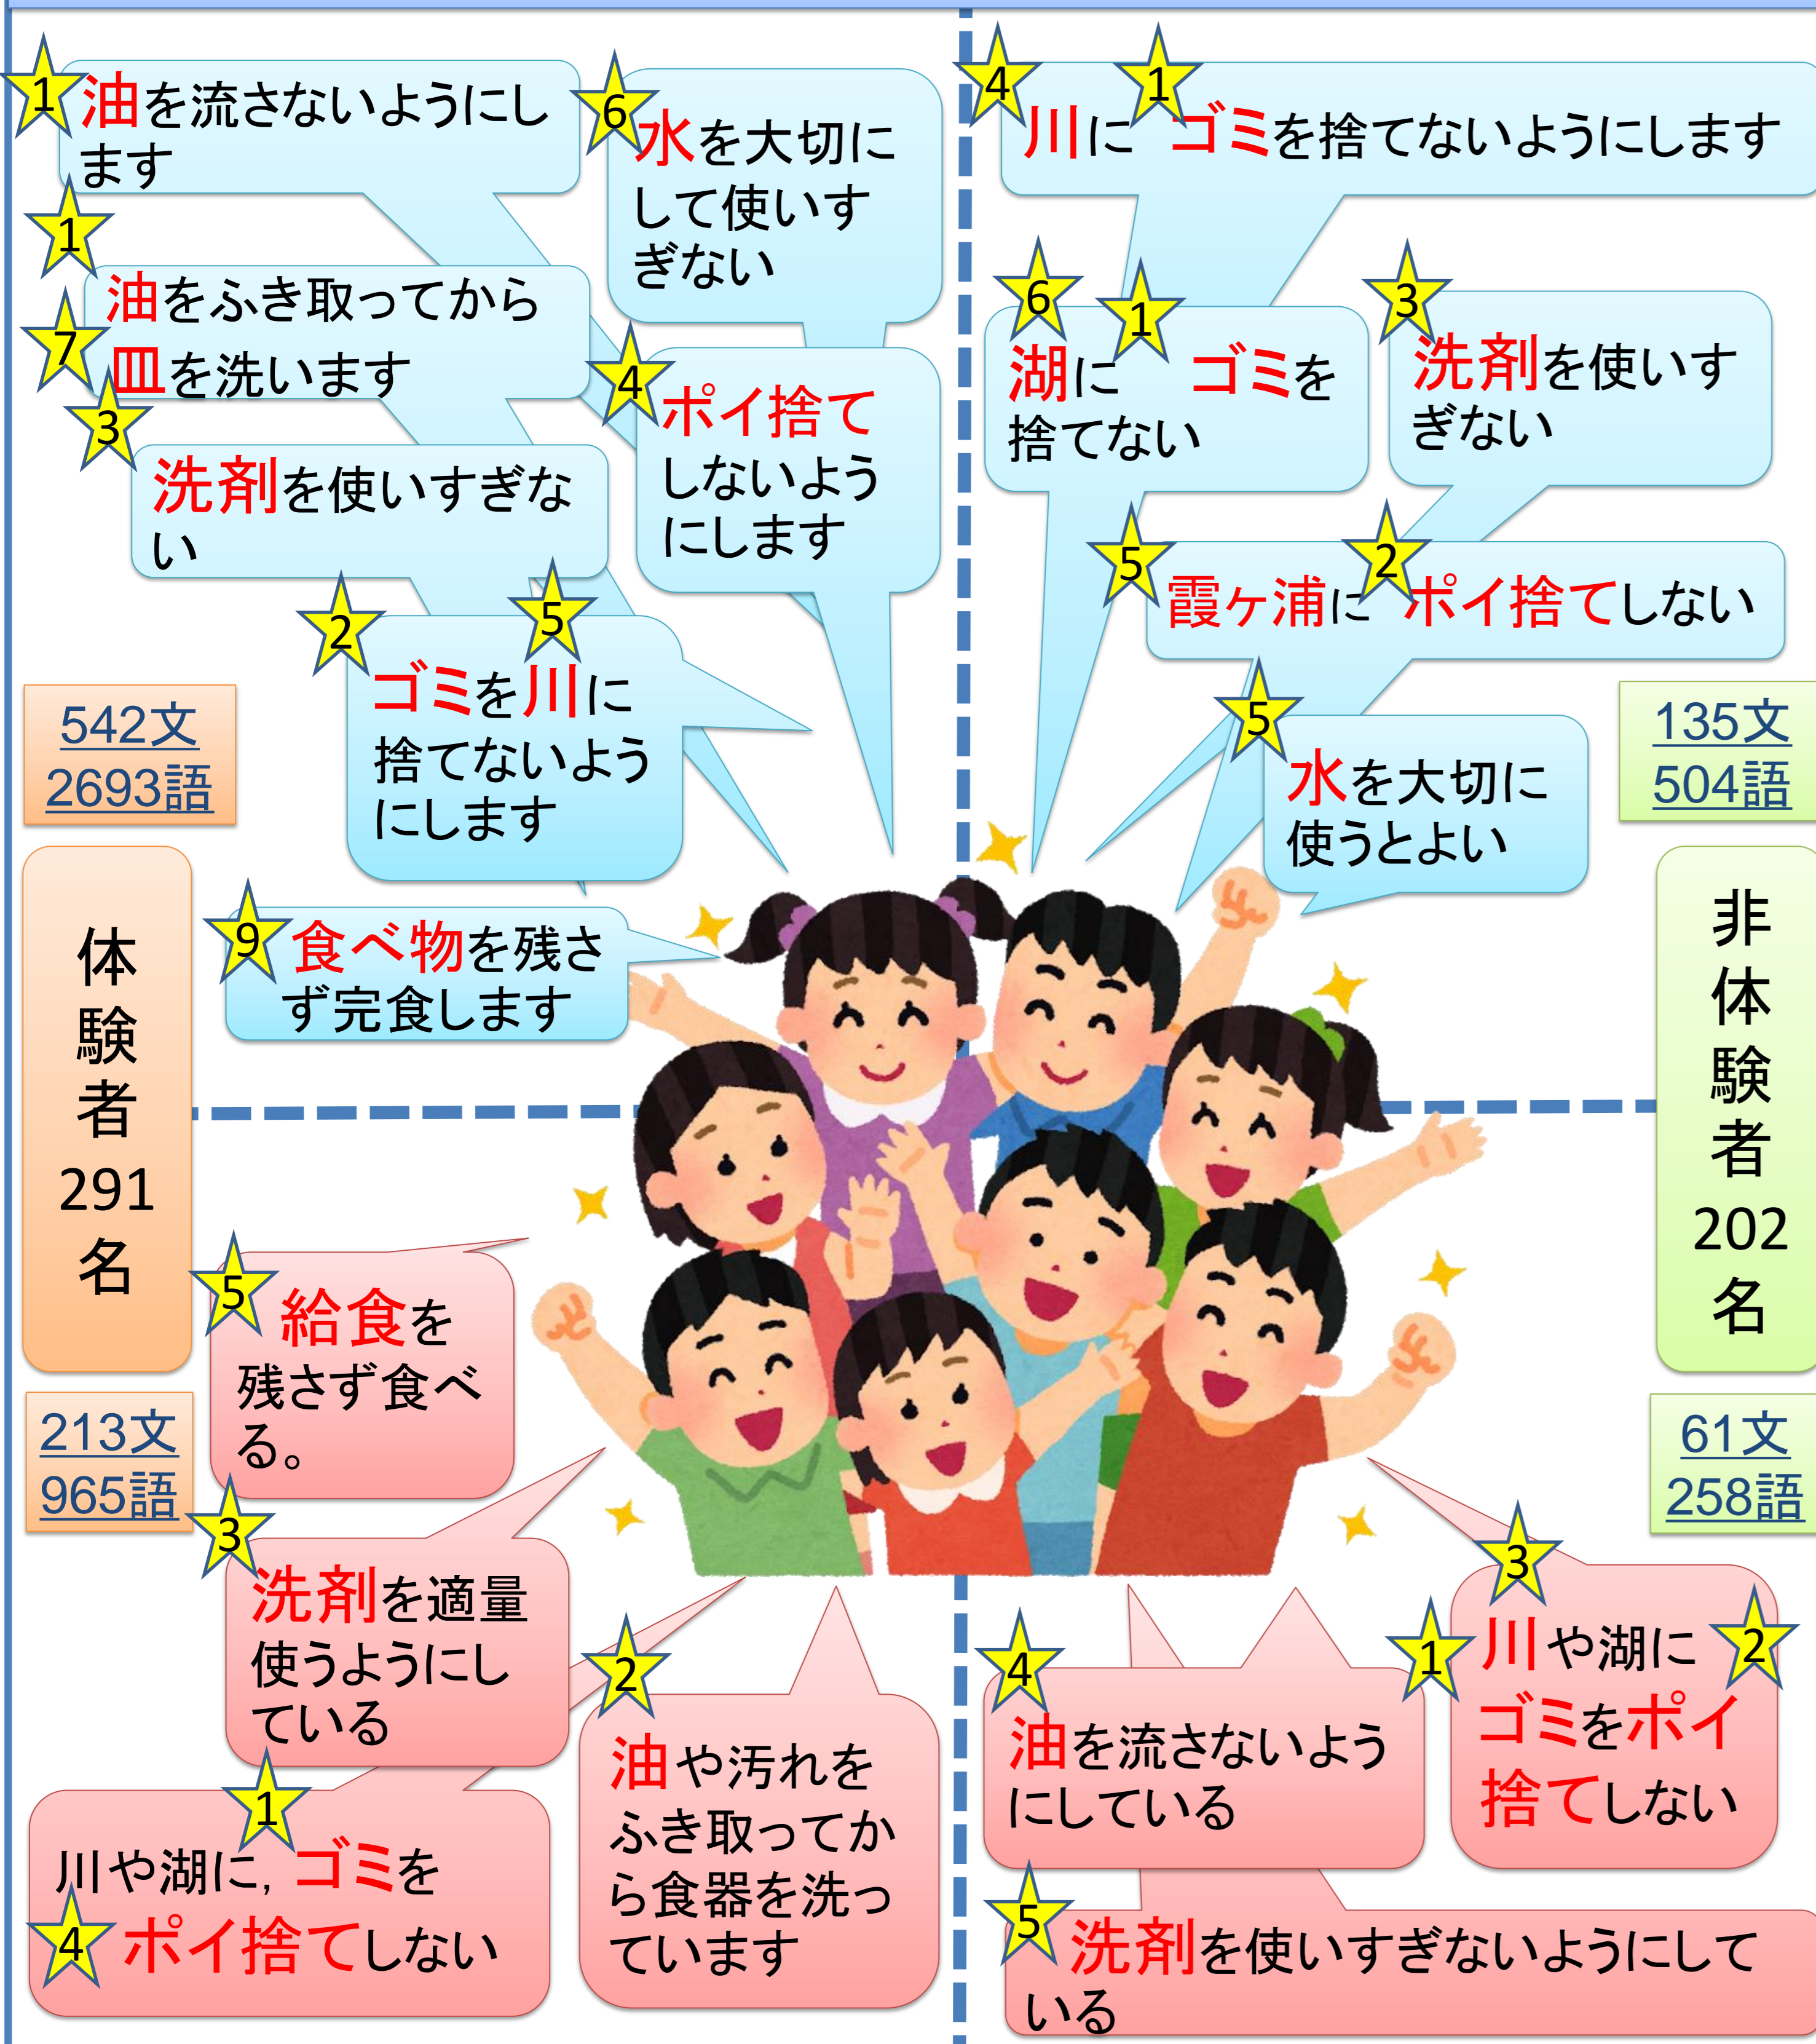 1
油を流さないようにし
ます
6
水を大切に
して使いす
ぎない
1
油をふき取ってから
7
皿を洗います
4
ポイ捨て
しないよう
にします
3
洗剤を使いすぎな
い
2
5
ゴミを川に
捨てないよう
にします
542文
2693語
9
食べ物を残さ
ず完食します
体
験
者
291
名
4
1
川に ゴミを捨てないようにします
6
1
湖に ゴミを
捨てない
3
洗剤を使いす
ぎない
5
2
霞ヶ浦に ポイ捨てしない
5
水を大切に
使うとよい
135文
504語
非
体
験
者
202
名
5
給食を
残さず食べ
る。
213文
965語
3
洗剤を適量
使うようにし
ている
1
川や湖に, ゴミを
4
ポイ捨てしない
2
油や汚れを
ふき取ってか
ら食器を洗っ
ています
61文
258語
4
油を流さないよう
にしている
3
1
2
川や湖に
ゴミをポイ
捨てしない
5
洗剤を使いすぎないようにして
いる